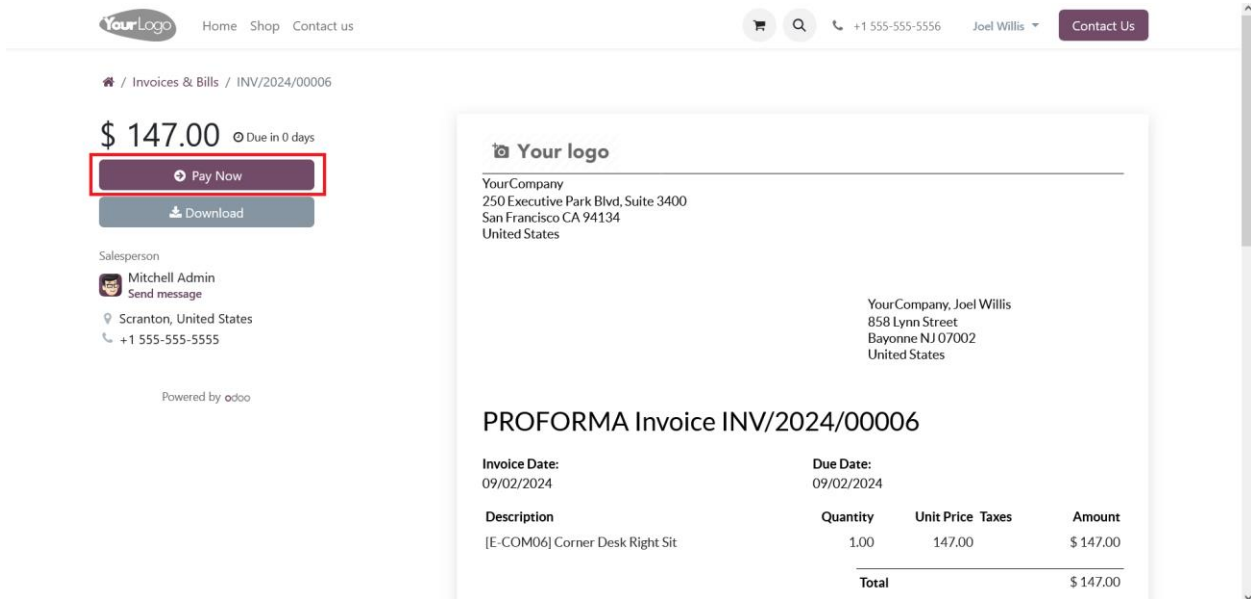 YourLogo Home Shop Contact us +1 555-555-5556 Joel Willis Contact Us
/ Invoices & Bills / INV/2024/00006
$ 147.00 Due in 0 days
Pay Now
Download
Salesperson
Mitchell Admin
Send message
Scranton, United States
+1 555-555-5555
Powered by odoo
Your logo
YourCompany
250 Executive Park Blvd, Suite 3400
San Francisco CA 94134
United States
YourCompany, Joel Willis
858 Lynn Street
Bayonne NJ 07002
United States
PROFORMA Invoice INV/2024/00006
Invoice Date: Due Date:
09/02/2024 09/02/2024
Description Quantity Unit Price Taxes Amount
[E-COM06] Corner Desk Right Sit 1.00 147.00 $ 147.00
Total $ 147.00